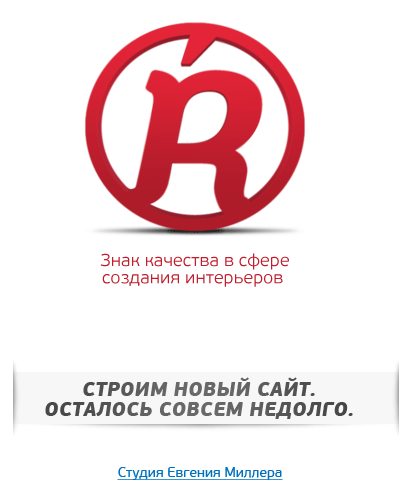 Ŕ
Знак качества в сфере
создания интерьеров
СТРОИМ НОВЫЙ САЙТ.
ОСТАЛОСЬ СОВСЕМ НЕДОЛГО.
Студия Евгения Миллера